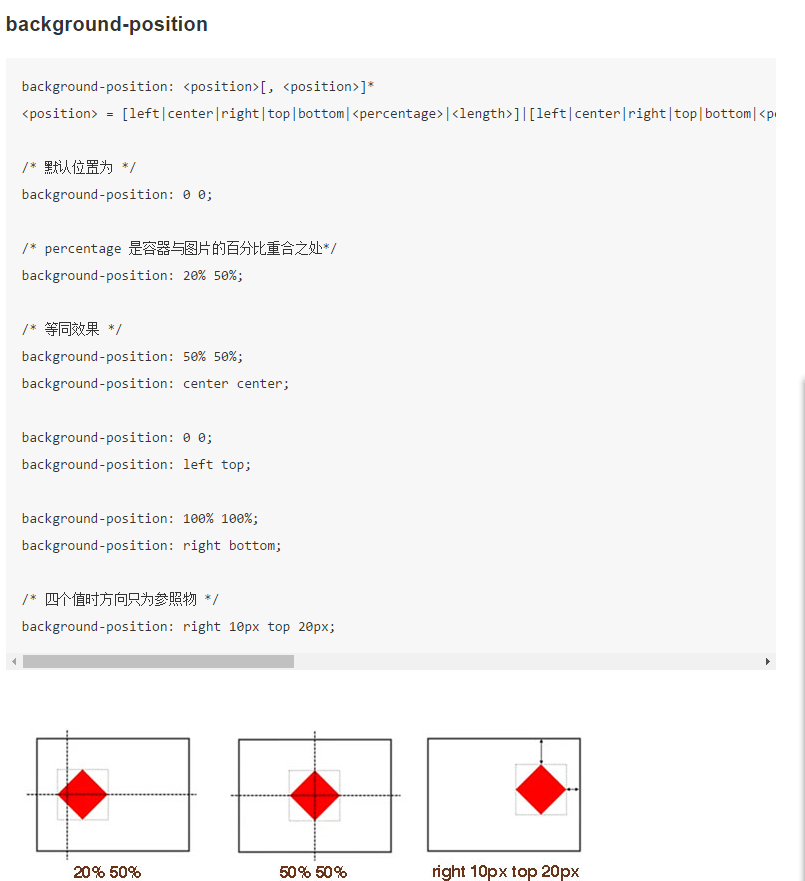 background-position
background-position: <position>[, <position>]*
<position> = [left|center|right|top|bottom|<percentage>|<length>]|[left|center|right|top|bottom|<pe
/* 默认位置为 */
background-position: 0 0;
/* percentage 是容器与图片的百分比重合之处*/
background-position: 20% 50%;
/* 等同效果 */
background-position: 50% 50%;
background-position: center center;
background-position: 0 0;
background-position: left top;
background-position: 100% 100%;
background-position: right bottom;
/* 四个值时方向只为参照物 */
background-position: right 10px top 20px;
20% 50%
50% 50%
right 10px top 20px